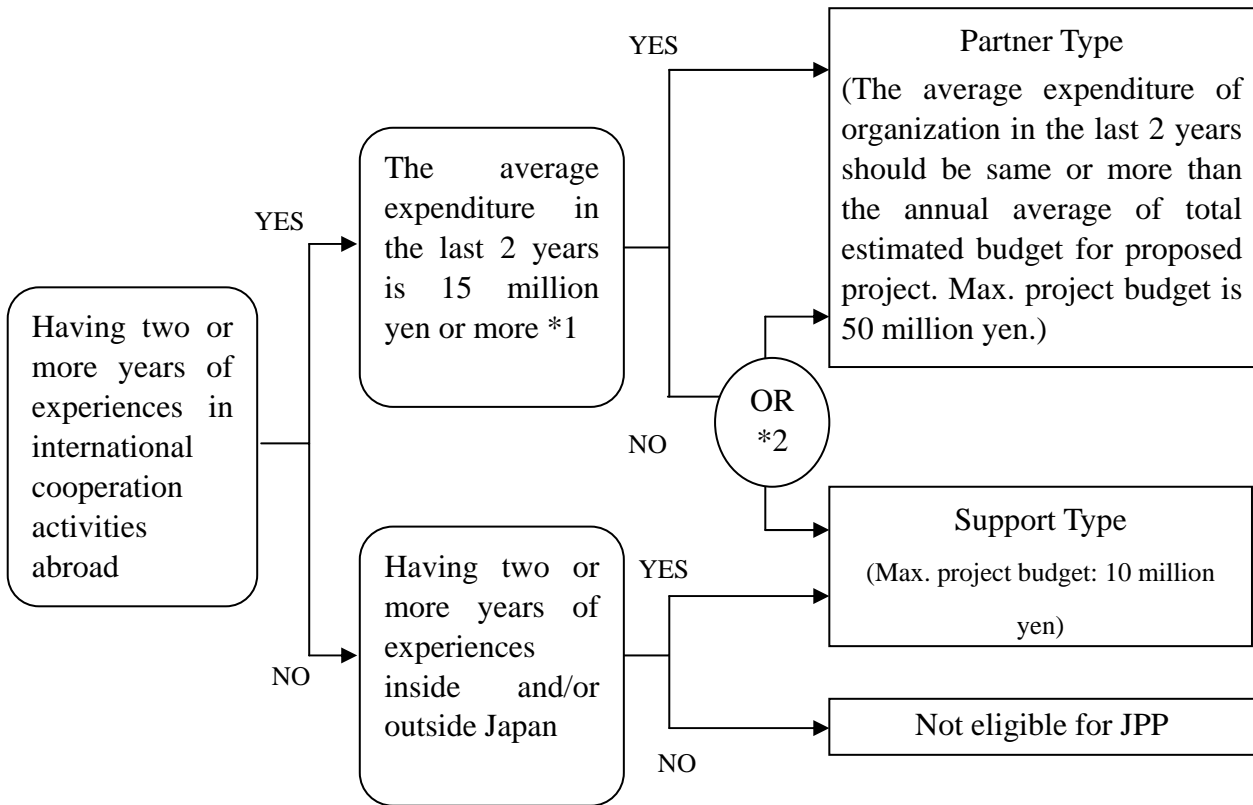 Having two or
more years of
experiences in
international
cooperation
activities
abroad
YES
NO
The average
expenditure in
the last 2 years
is 15 million
yen or more *1
YES
NO
OR
*2
Partner Type
(The average expenditure of
organization in the last 2 years
should be same or more than
the annual average of total
estimated budget for proposed
project. Max. project budget is
50 million yen.)
Having two or
more years of
experiences
inside and/or
outside Japan
YES
NO
Support Type
(Max. project budget: 10 million
yen)
Not eligible for JPP